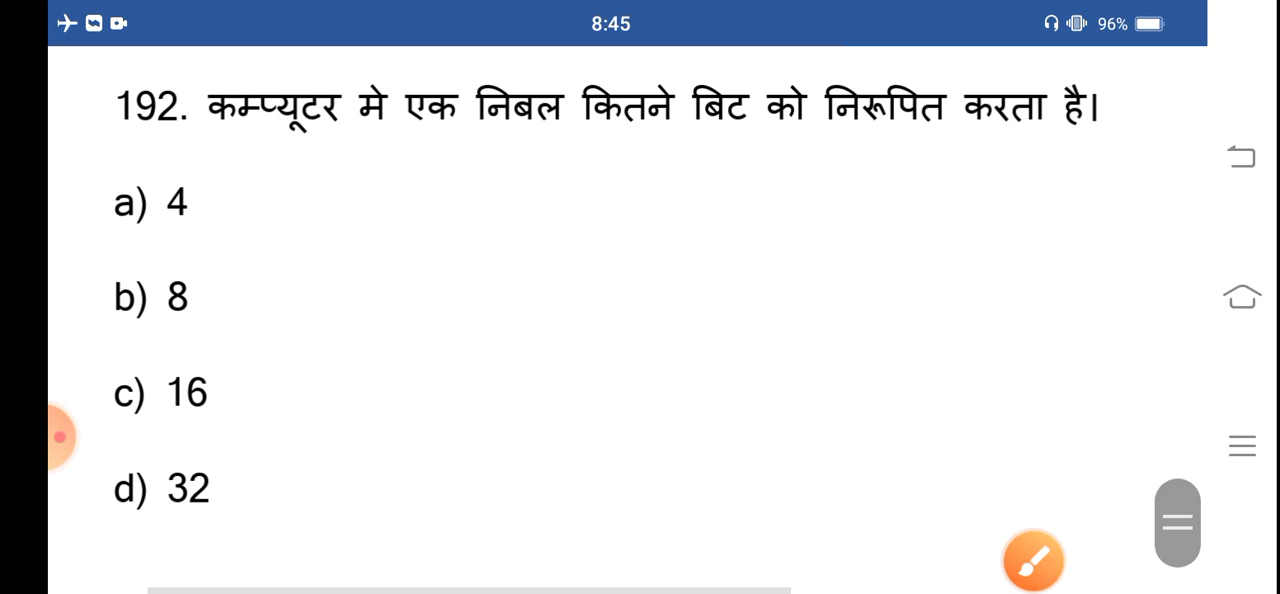 8:45
96%
192. कम्प्यूटर मे एक निबल कितने बिट को निरूपित करता है।
a) 4
b) 8
c) 16
d) 32